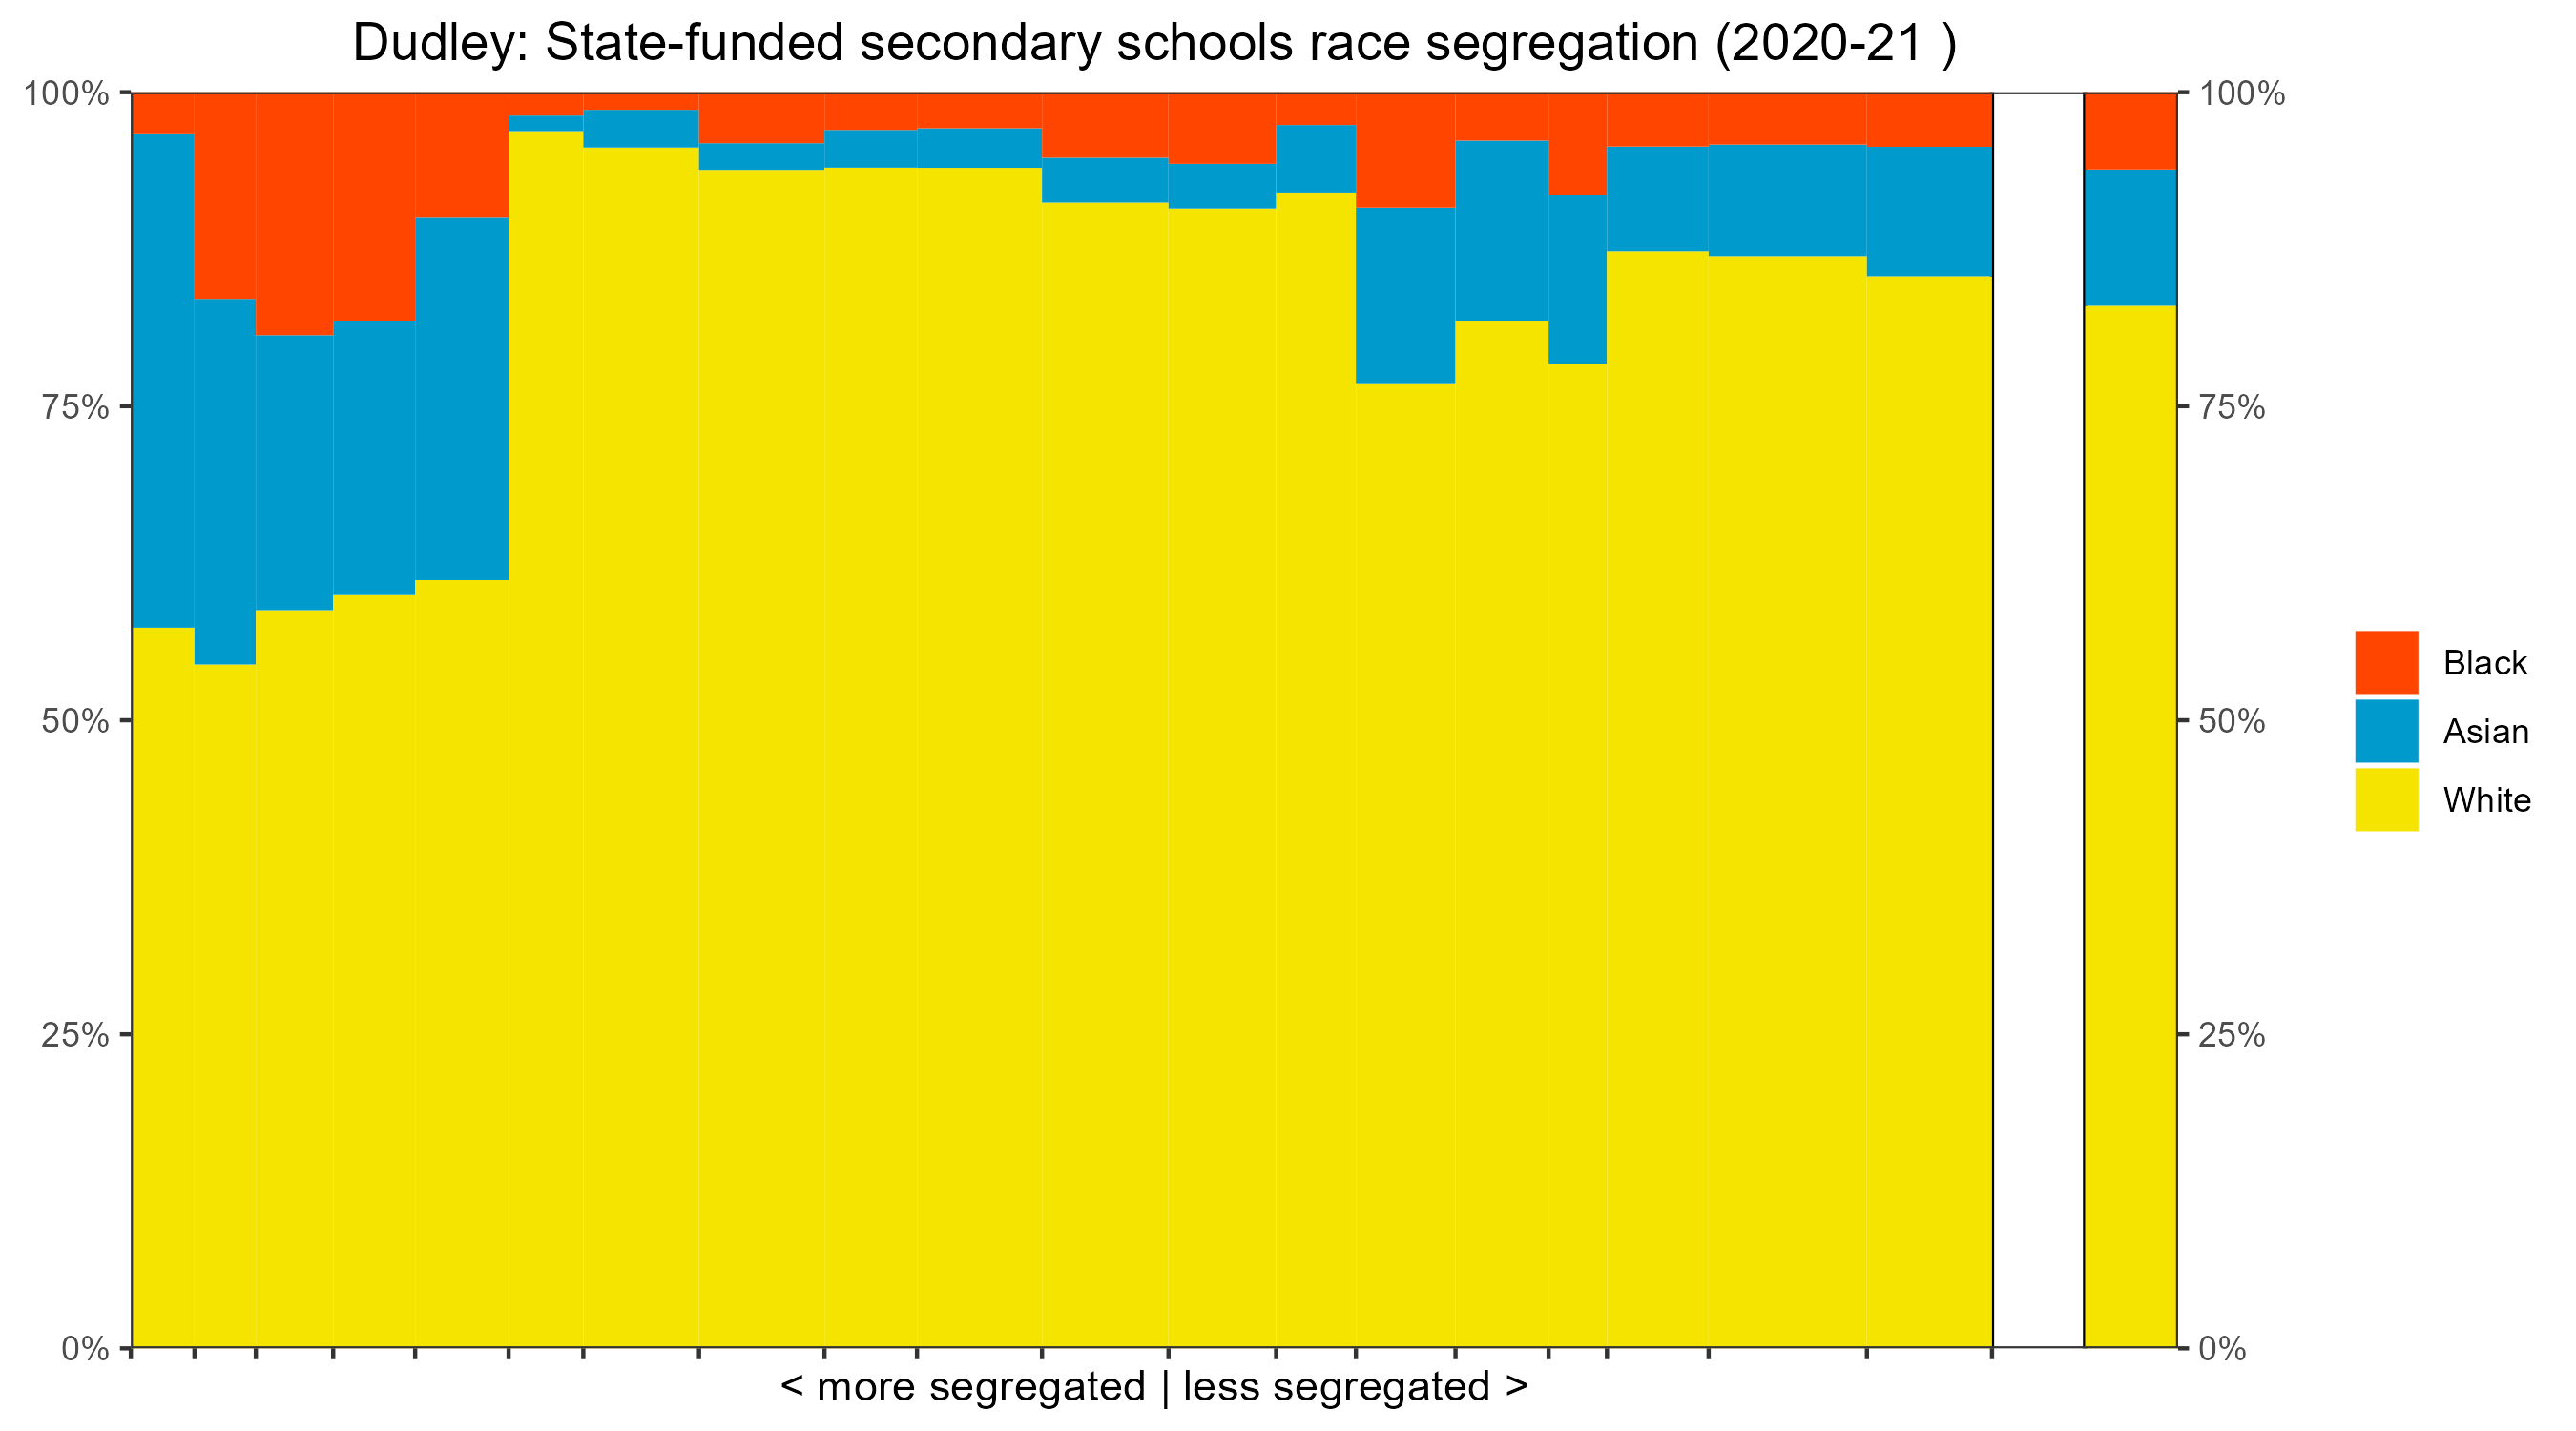 Dudley: State-funded secondary schools race segregation (2020-21 )
100%
75%
50%
25%
0%
100%
75%
50%
25%
0%
Black
Asian
White
< more segregated | less segregated >